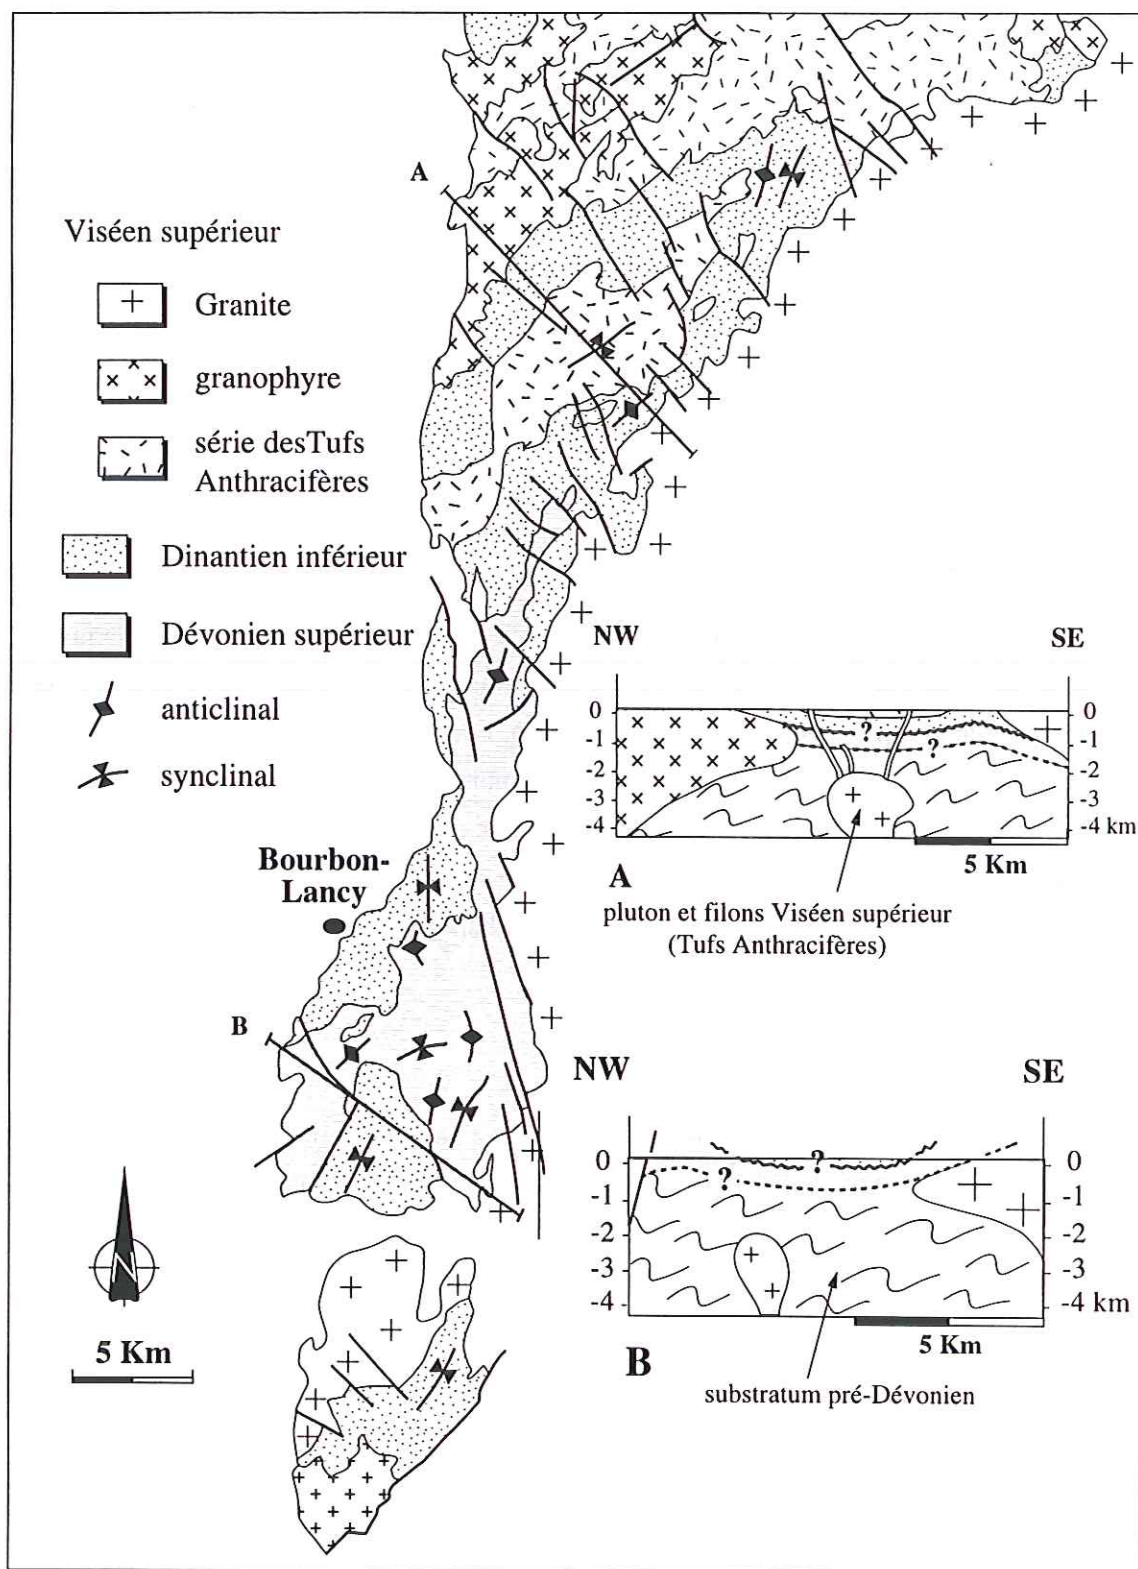 Viséen supérieur
Granite
granophyre
série desTufs
Anthracifères
Dinantien inférieur
Dévonien supérieur
anticlinal
synclinal
A
Bourbon-
Lancy
B
N
5 Km
NW
SE
0
-1
-2
-3
-4
?
?
0
-1
-2
-3
-4 km
5 Km
A
pluton et filons Viséen supérieur
(Tufs Anthracifères)
NW
SE
0
-1
-2
-3
-4
?
?
0
-1
-2
-3
-4 km
5 Km
B
substratum pré-Dévonien